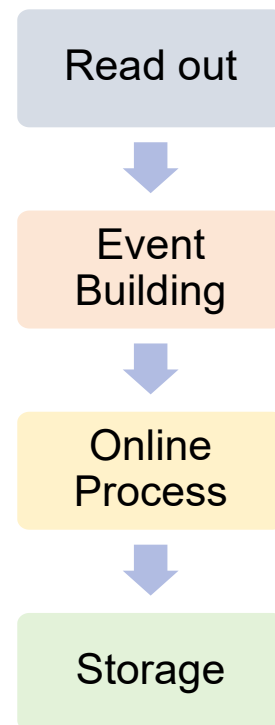 Read out
Event
Building
Online
Process
Storage